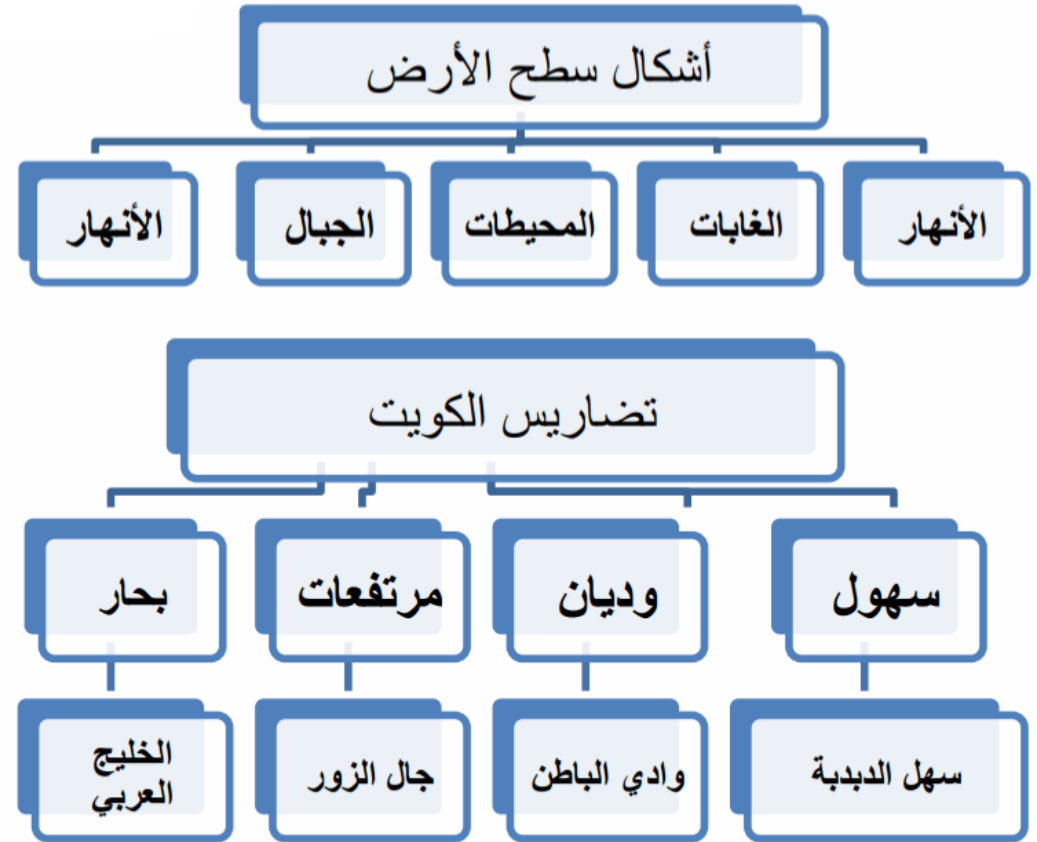 أشكال سطح الأرض
الأنهار
الغابات
المحيطات
الجبال
الأنهار
تضاريس الكويت
سهول
وديان
مرتفعات
بحار
سهل الدبدبة
وادي الباطن
جال الزور
الخليج
العربي